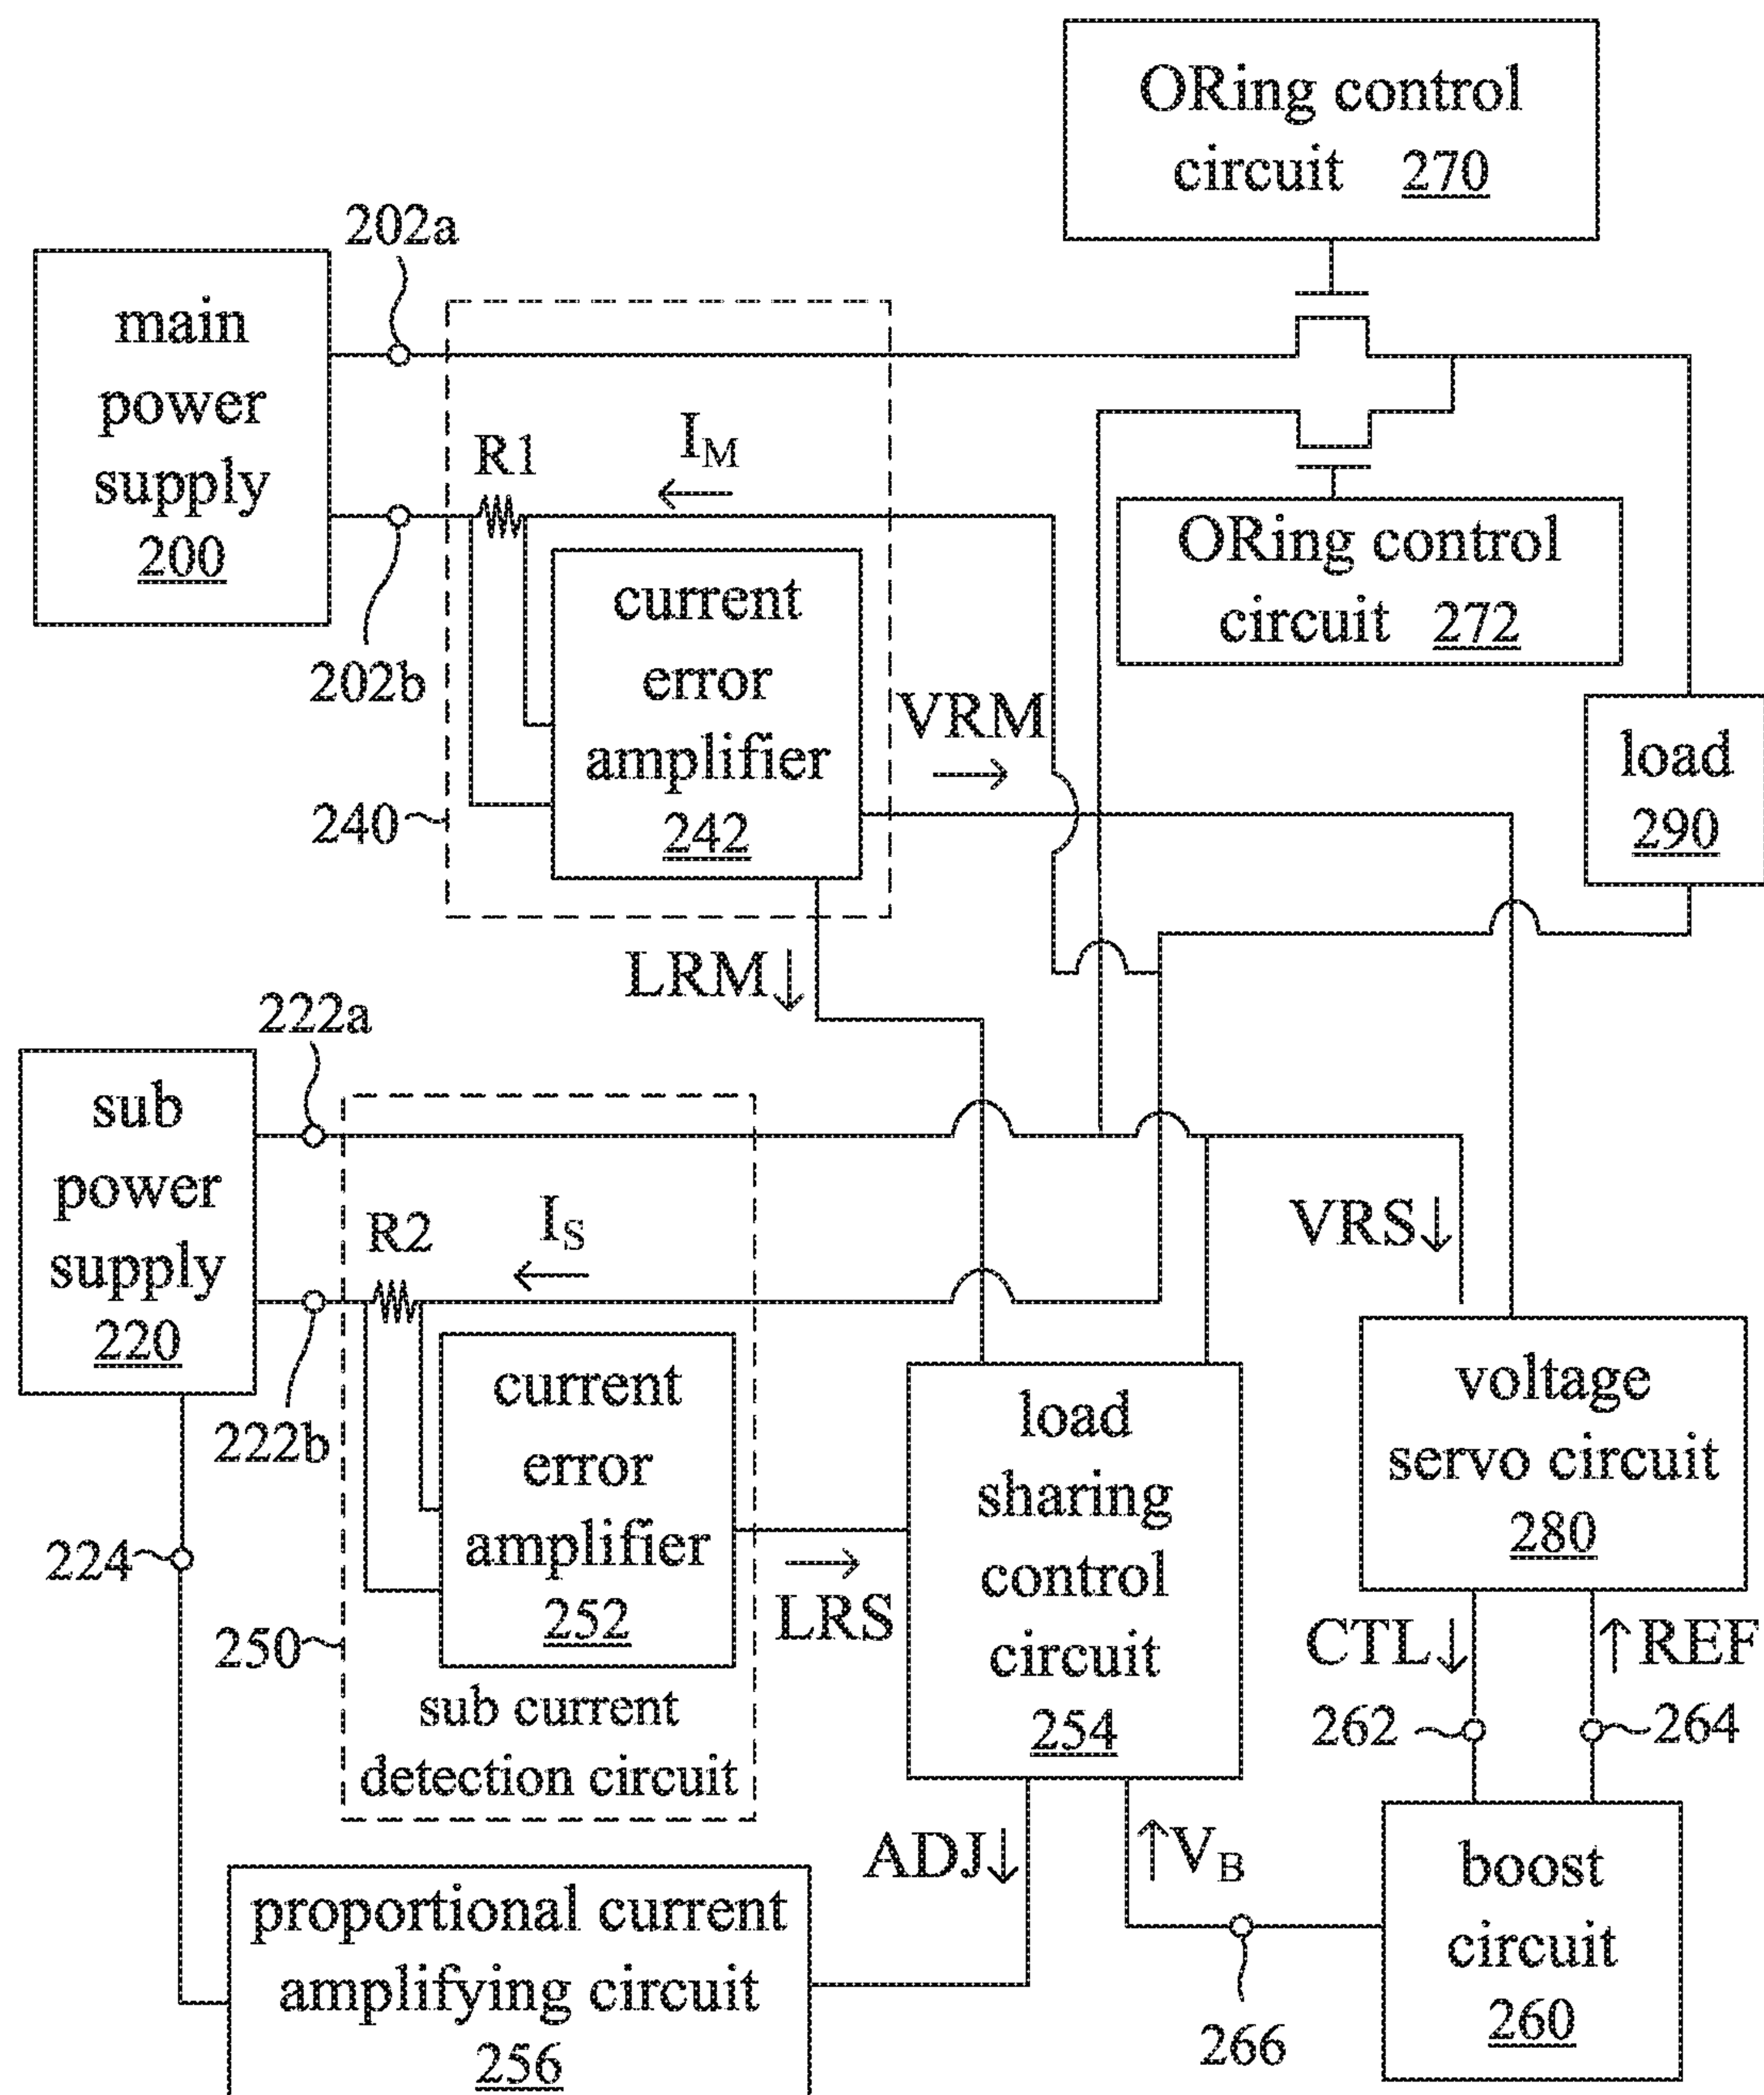 ORing control
circuit 270
202a
main
power
supply
200
R1
IM
ORing control
circuit 272
202b
current
error
amplifier
242
VRM
load
290
240
LRM
222a
sub
power
supply
220
R2
IS
VRS
222b
current
error
amplifier
252
load
sharing
control
circuit
254
voltage
servo circuit
280
224
250
LRS
CTL
REF
sub current
detection circuit
262
264
ADJ
VB
boost
circuit
260
proportional current
amplifying circuit
256
266